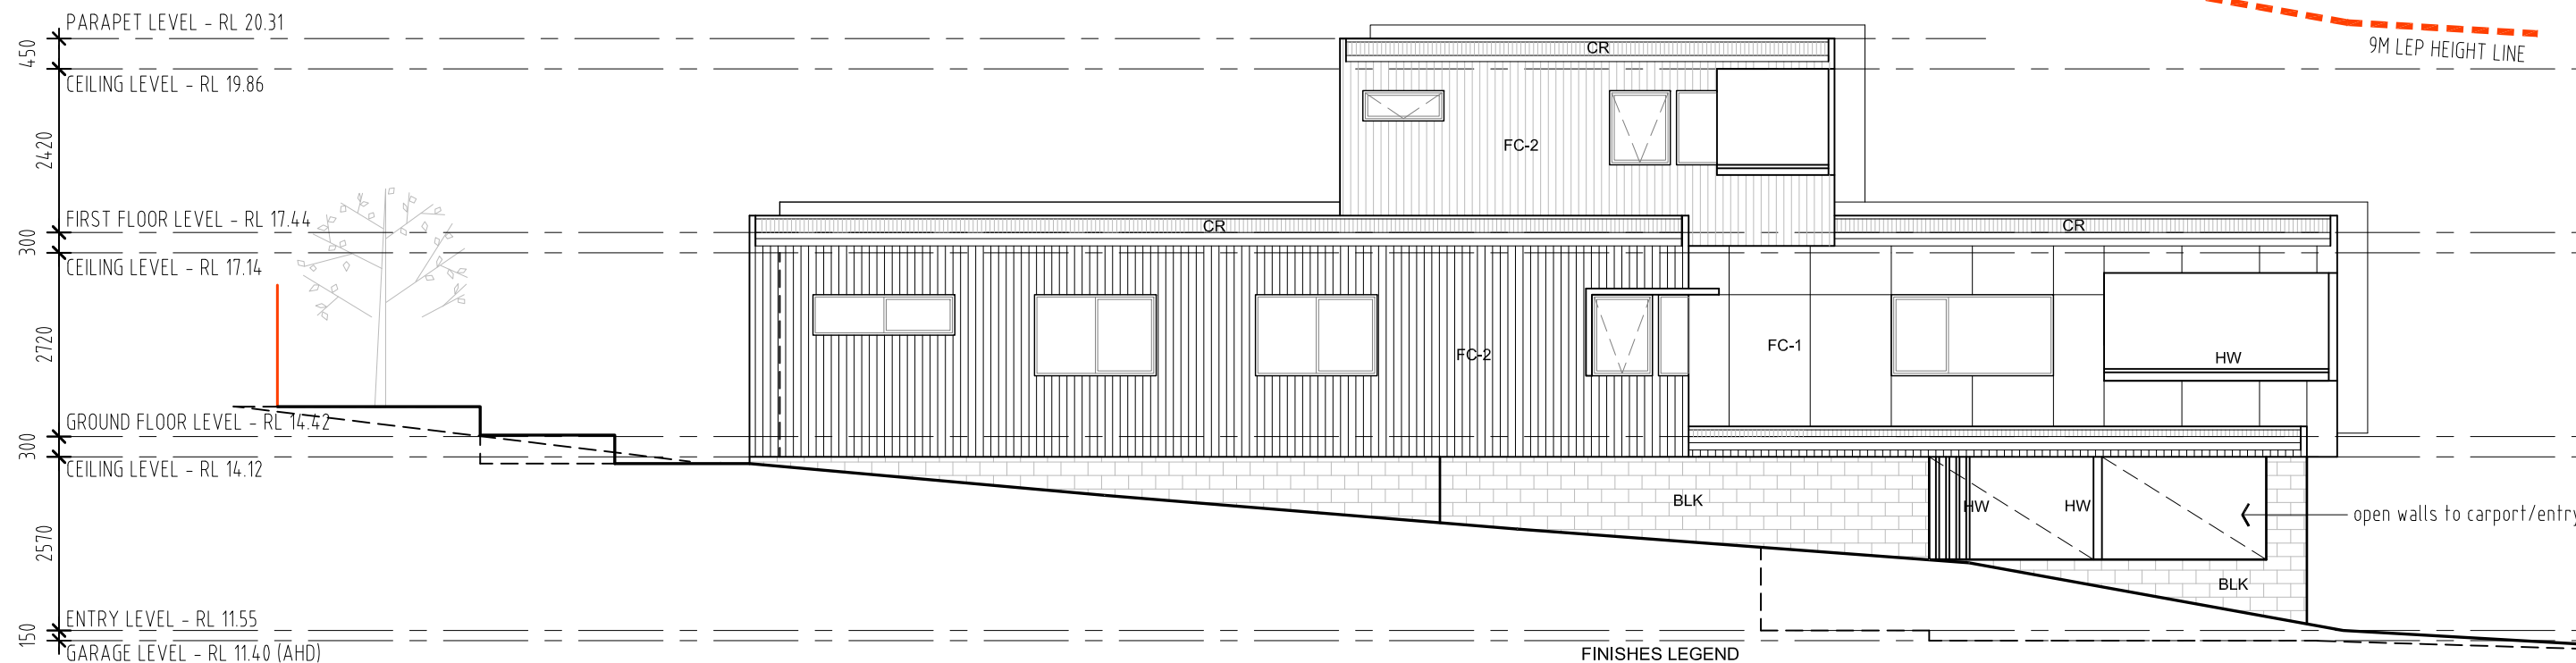 PARAPET LEVEL - RL 20.31
9M LEP HEIGHT LINE
CR
450
CEILING LEVEL - RL 19.86
2420
FC-2
FIRST FLOOR LEVEL - RL 17.44
CR
CR
300
CEILING LEVEL - RL 17.14
2720
FC-2
FC-1
HW
GROUND FLOOR LEVEL - RL 14.42
300
CEILING LEVEL - RL 14.12
BLK
HW
HW
open walls to carport/entry
2570
BLK
ENTRY LEVEL - RL 11.55
150
GARAGE LEVEL - RL 11.40 (AHD)
FINISHES LEGEND